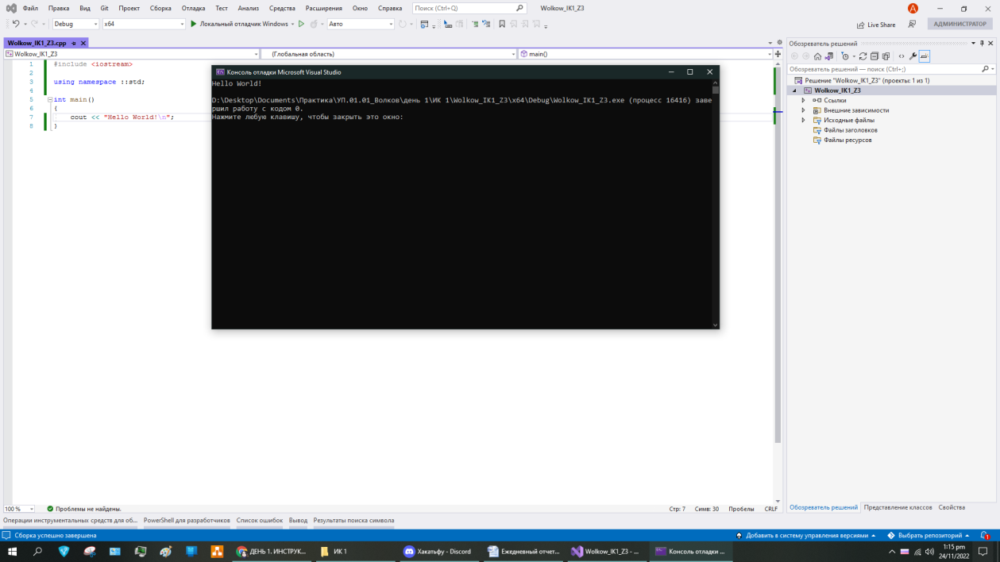 Файл Правка Вид Git Проект Сборка Отладка Тест Анализ Средства Расширения Окно Справка Поиск (Ctrl+Q) Wolkow_IK1_Z3 A
Debug x64 Локальный отладчик Windows Авто Live Share АДМИНИСТРАТОР
Wolkow_IK1_Z3.cpp
Wolkow_IK1_Z3 (Глобальная область) main()
1 #include <iostream>
2
3 using namespace ::std;
4
5 int main()
6 {
7 cout << "Hello World!\n";
8 }
Консоль отладки Microsoft Visual Studio
Hello World!
D:\Desktop\Documents\Практика\УП.01.01_Волков\день 1\ИК 1\Wolkow_IK1_Z3\x64\Debug\Wolkow_IK1_Z3.exe (процесс 16416) заве
ршил работу с кодом 0.
Нажмите любую клавишу, чтобы закрыть это окно:
Обозреватель решений
Обозреватель решений — поиск (Ctrl+;)
Решение "Wolkow_IK1_Z3" (проекты: 1 из 1)
Wolkow_IK1_Z3
Ссылки
Внешние зависимости
Исходные файлы
Файлы заголовков
Файлы ресурсов
100 % Проблемы не найдены. Стр: 7 Симв: 30 Пробелы CRLF
Обозреватель решений Представление классов Свойства
Операции инструментальных средств для об... PowerShell для разработчиков Список ошибок Вывод Результаты поиска символа
Сборка успешно завершена Добавить в систему управления версиями Выбрать репозиторий 1
ДЕНЬ 1. ИНСТРУК... ИК 1 Хакатьфу - Discord Ежедневный отчет... Wolkow_IK1_Z3 - ... Консоль отладки ... 1:15 pm
24/11/2022